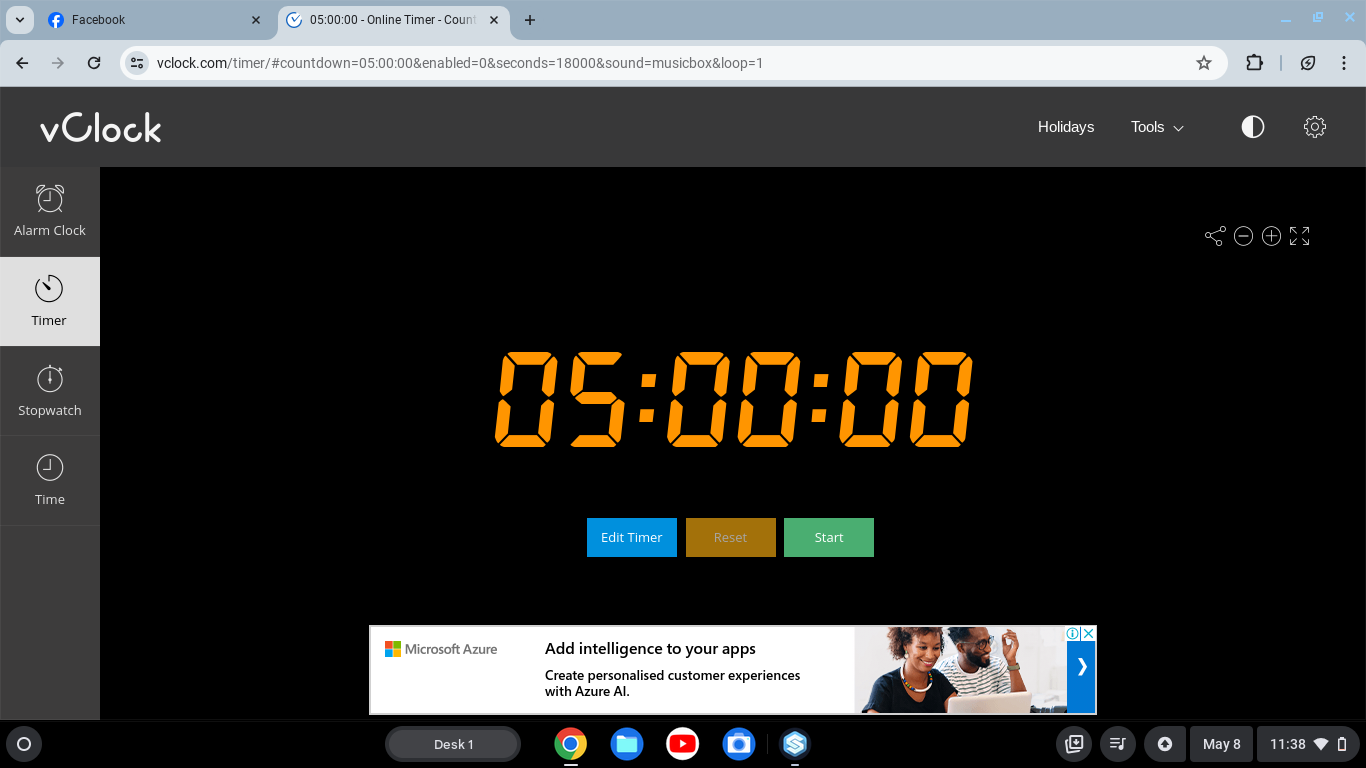 Facebook
05:00:00 - Online Timer - Coun
vclock.com/timer/#countdown=05:00:00&enabled=0&seconds=18000&sound=musicbox&loop=1
vClock
Holidays
Tools
Alarm Clock
Timer
Stopwatch
Time
05:00:00
Edit Timer
Reset
Start
Microsoft Azure
Add intelligence to your apps
Create personalised customer experiences
with Azure AI.
Desk 1
May 8
11:38